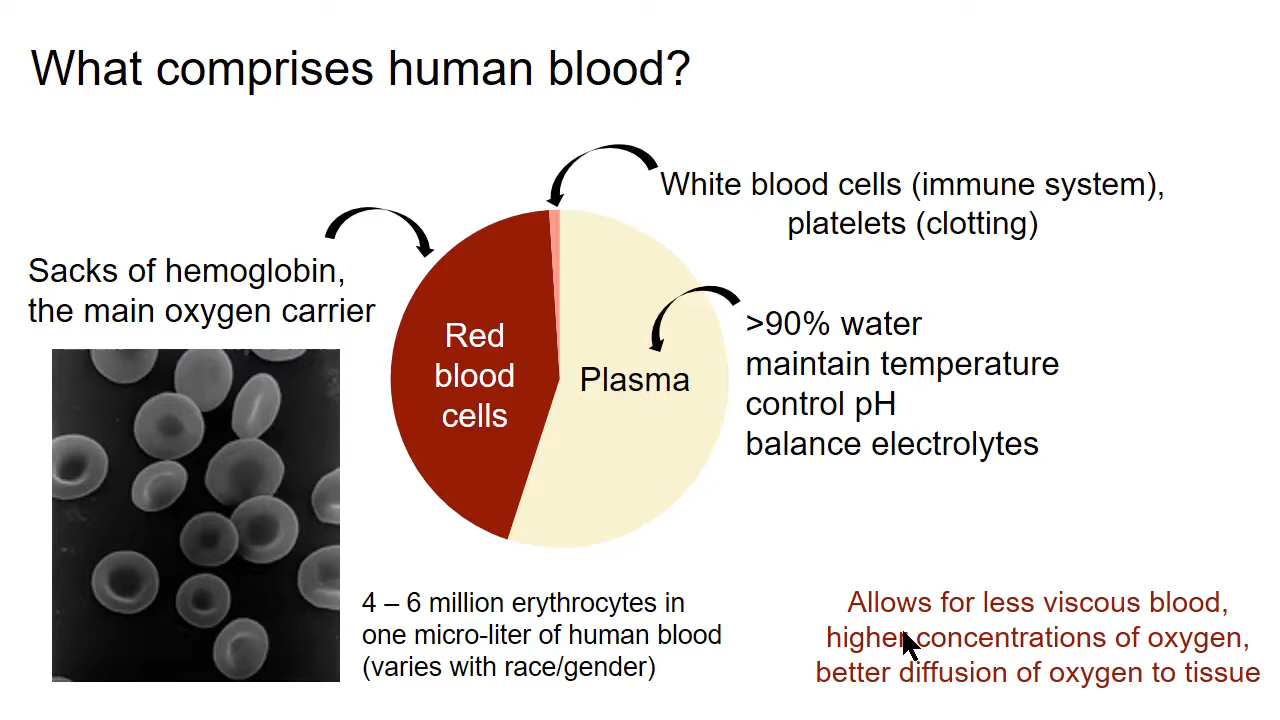 What comprises human blood?
White blood cells (immune system),
platelets (clotting)
Sacks of hemoglobin,
the main oxygen carrier
Red
blood
cells
Plasma
>90% water
maintain temperature
control pH
balance electrolytes
4 – 6 million erythrocytes in
one micro-liter of human blood
(varies with race/gender)
Allows for less viscous blood,
higher concentrations of oxygen,
better diffusion of oxygen to tissue